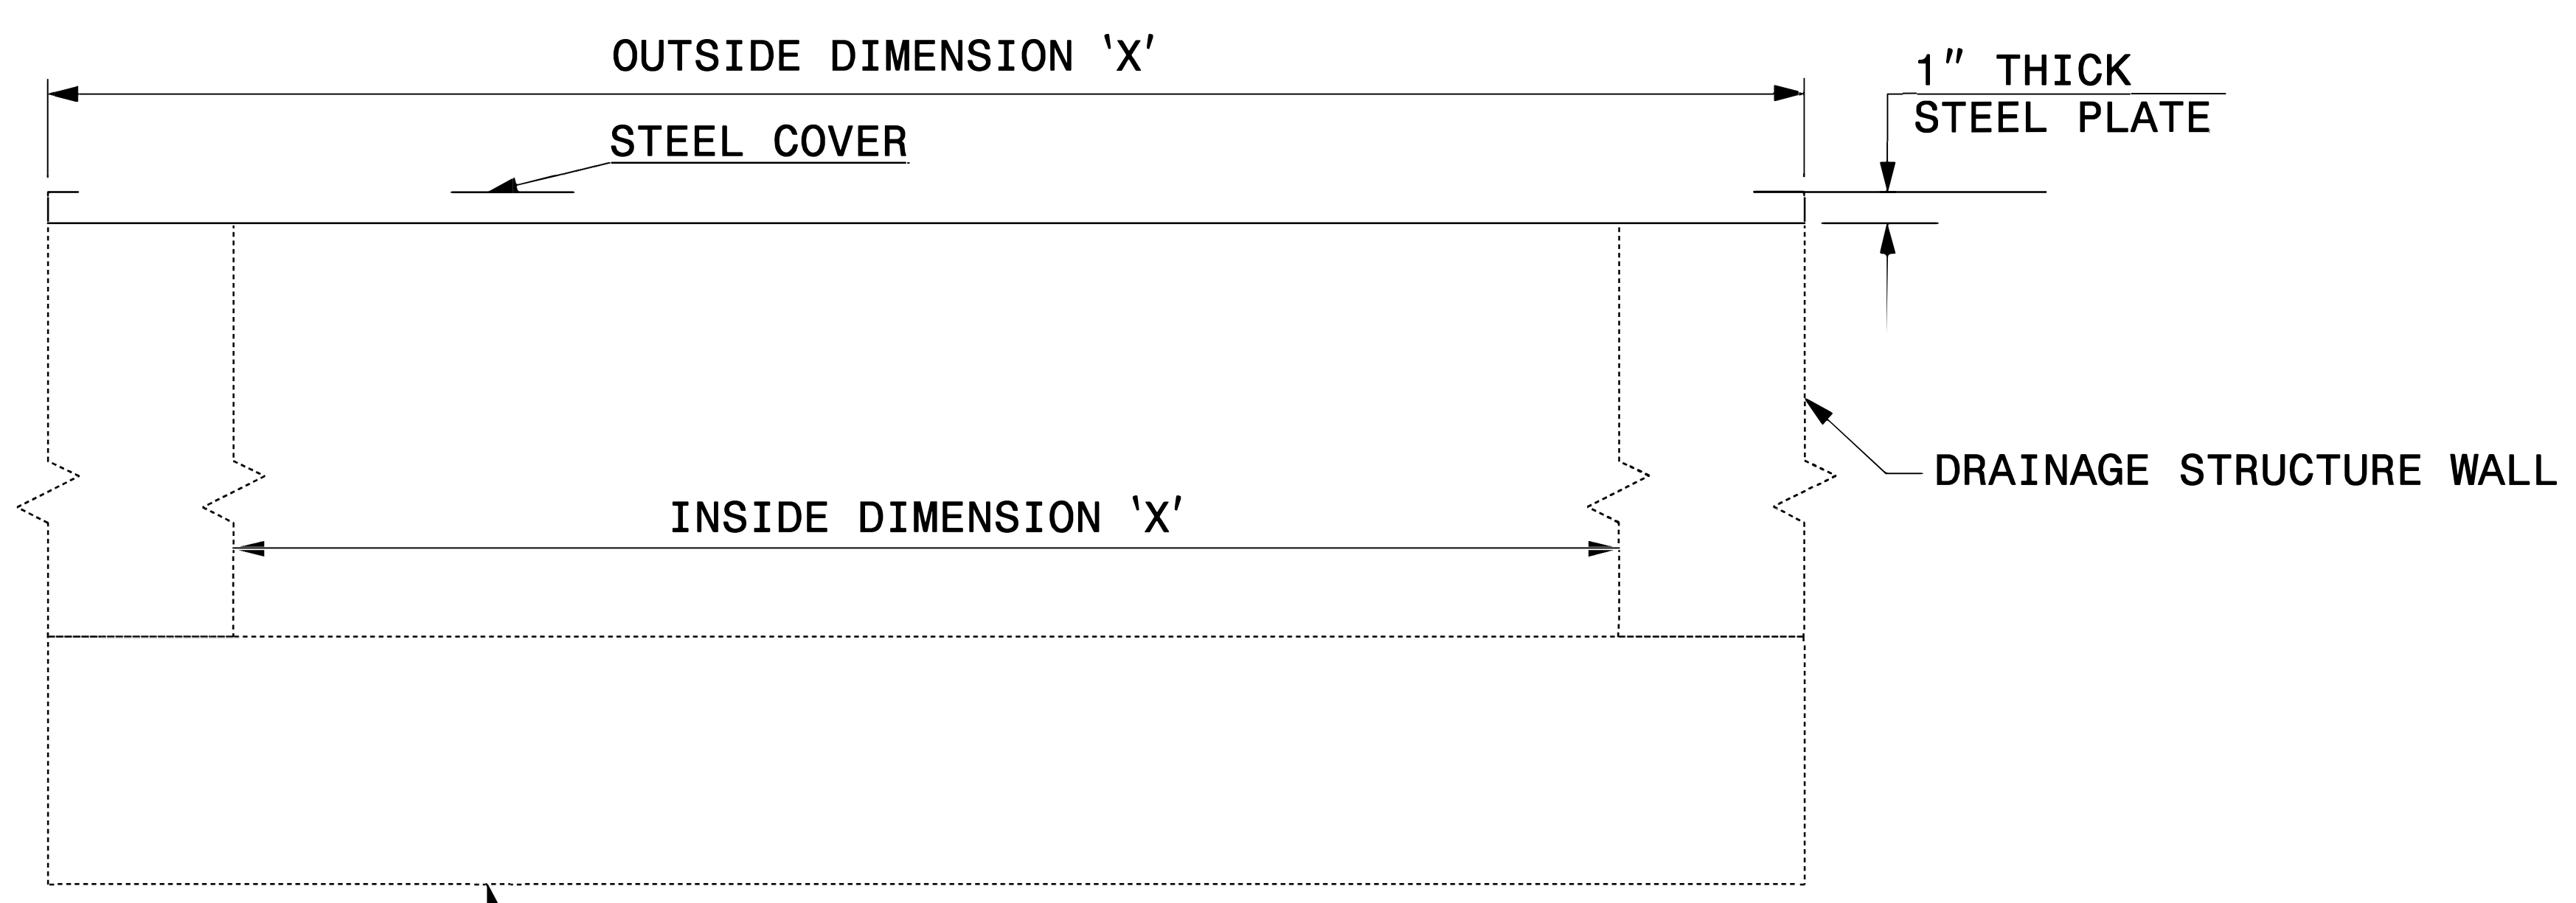 OUTSIDE DIMENSION ‘X’
1" THICK
STEEL PLATE
STEEL COVER
DRAINAGE STRUCTURE WALL
INSIDE DIMENSION ‘X’